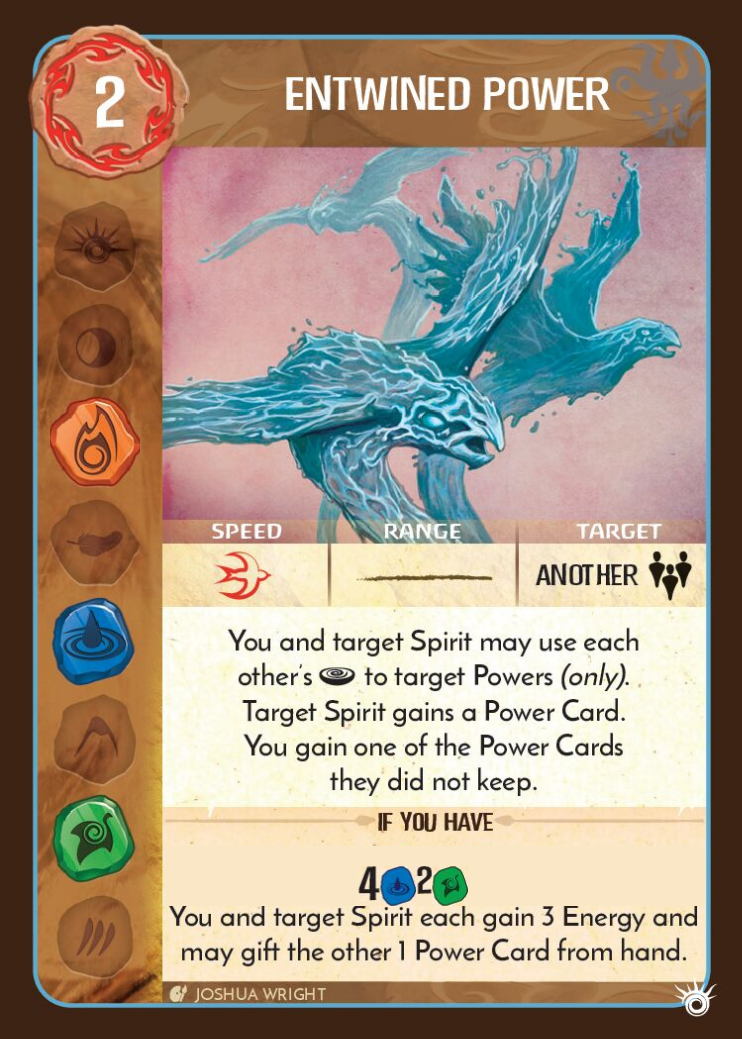 2
ENTWINED POWER
SPEED RANGE TARGET
ANOTHER
You and target Spirit may use each
other's to target Powers (only).
Target Spirit gains a Power Card.
You gain one of the Power Cards
they did not keep.
IF YOU HAVE
4 2
You and target Spirit each gain 3 Energy and
may gift the other 1 Power Card from hand.
JOSHUA WRIGHT